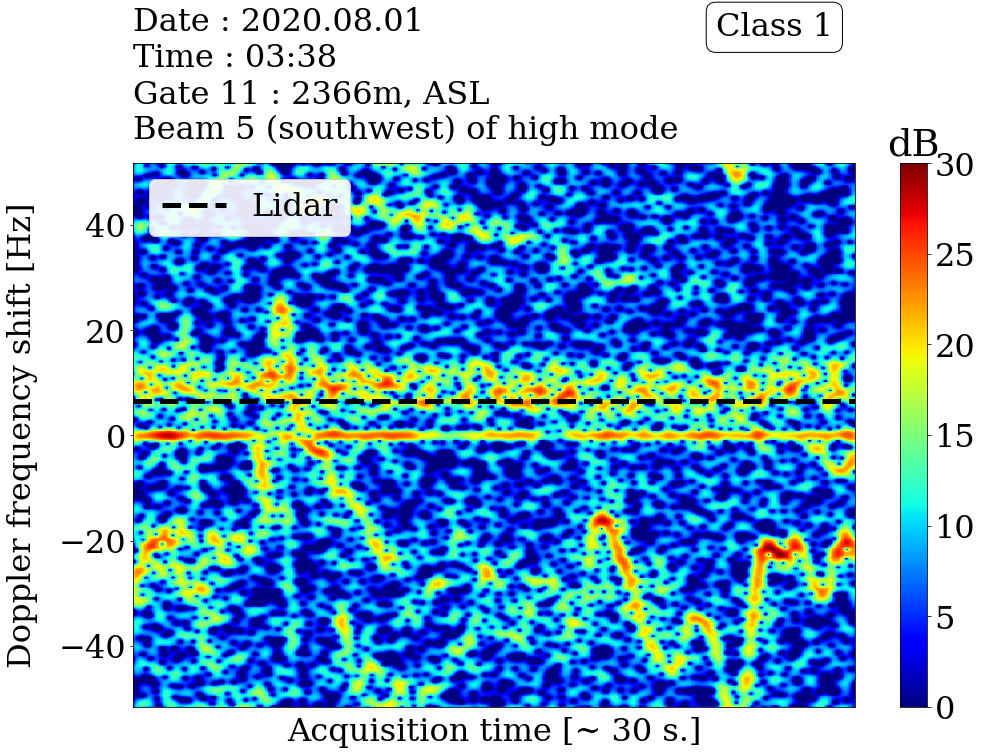 Date : 2020.08.01
Time : 03:38
Gate 11 : 2366m, ASL
Beam 5 (southwest) of high mode
Class 1
dB
Lidar
Doppler frequency shift [Hz]
40
20
0
−20
−40
30
25
20
15
10
5
0
Acquisition time [~ 30 s.]